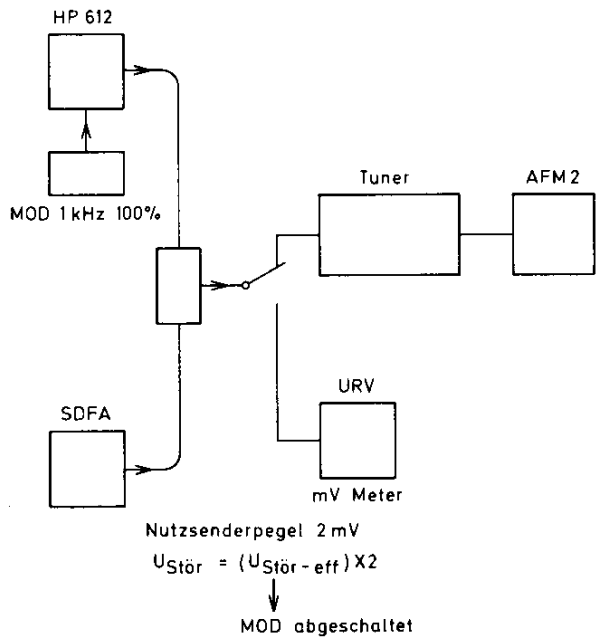 HP 612
MOD 1 kHz 100%
Tuner
AFM 2
SDFA
URV
mV Meter
Nutzsenderpegel 2 mV
UStör = (UStör-eff) X2
MOD abgeschaltet